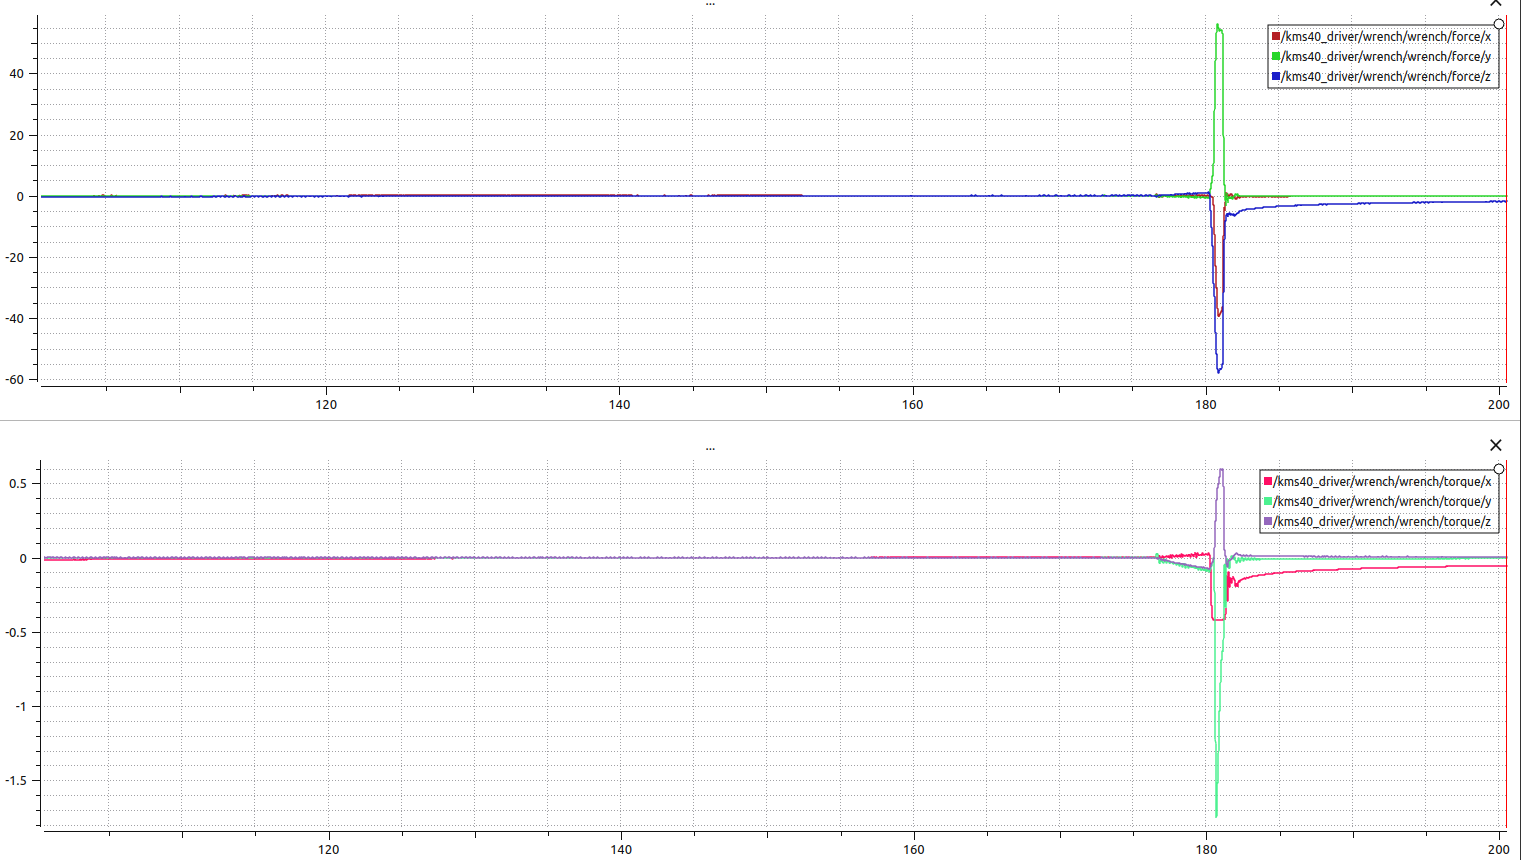 ...
/kms40_driver/wrench/wrench/force/x
/kms40_driver/wrench/wrench/force/y
/kms40_driver/wrench/wrench/force/z
40
20
0
-20
-40
-60
120 140 160 180 200
...
/kms40_driver/wrench/wrench/torque/x
/kms40_driver/wrench/wrench/torque/y
/kms40_driver/wrench/wrench/torque/z
0.5
0
-0.5
-1
-1.5
120 140 160 180 200